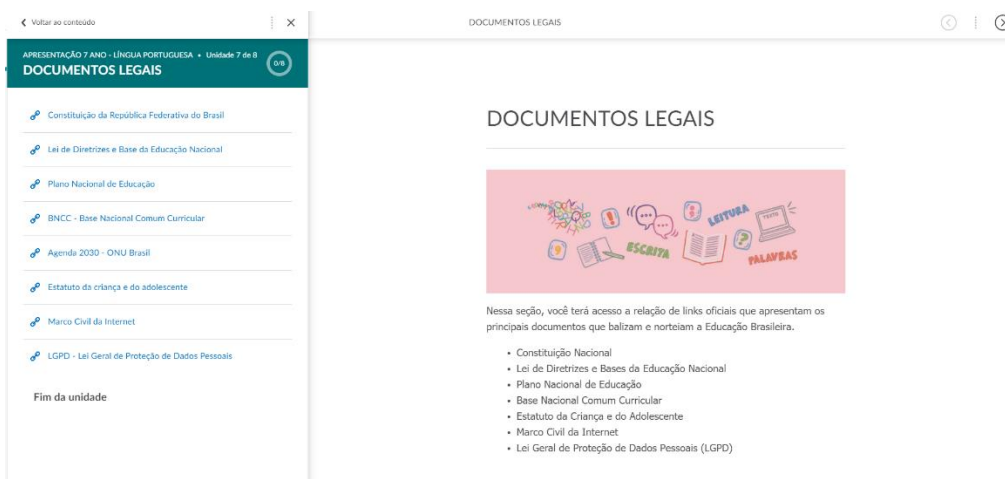 Voltar ao conteúdo
APRESENTAÇÃO 7 ANO - LÍNGUA PORTUGUESA • Unidade 7 de 8
DOCUMENTOS LEGAIS
0/8
Constituição da República Federativa do Brasil
Lei de Diretrizes e Base da Educação Nacional
Plano Nacional de Educação
BNCC - Base Nacional Comum Curricular
Agenda 2030 - ONU Brasil
Estatuto da criança e do adolescente
Marco Civil da Internet
LGPD - Lei Geral de Proteção de Dados Pessoais
Fim da unidade
DOCUMENTOS LEGAIS
DOCUMENTOS LEGAIS
LEITURA
TEXTO
ESCRITA
PALAVRAS
Nessa seção, você terá acesso a relação de links oficiais que apresentam os
principais documentos que balizam e norteiam a Educação Brasileira.
• Constituição Nacional
• Lei de Diretrizes e Bases da Educação Nacional
• Plano Nacional de Educação
• Base Nacional Comum Curricular
• Estatuto da Criança e do Adolescente
• Marco Civil da Internet
• Lei Geral de Proteção de Dados Pessoais (LGPD)